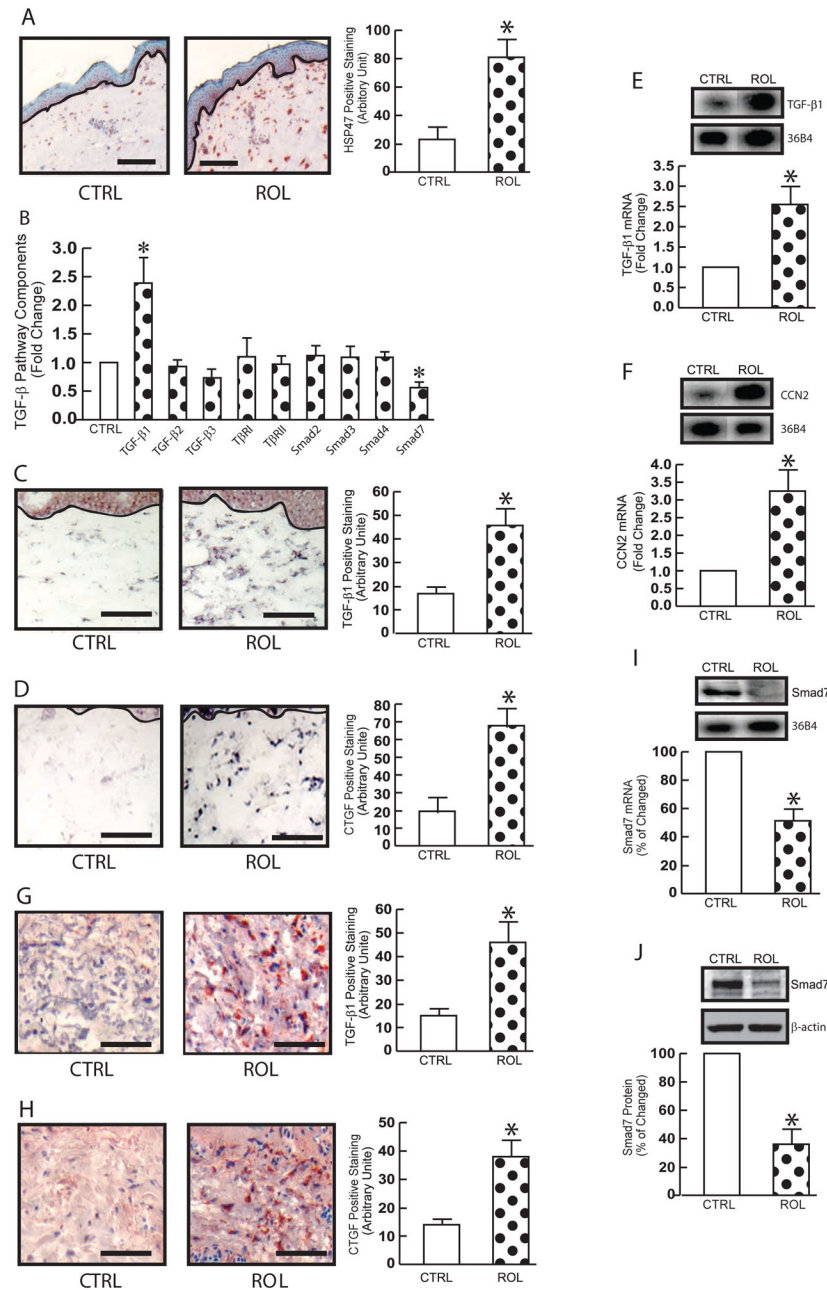 A
CTRL
ROL
HSP47 Positive Staining
(Arbitory Unit)
100
80
60
40
20
0
*
CTRL
ROL
B
TGF-β Pathway Components
(Fold Change)
3.0
2.5
2.0
1.5
1.0
0.5
0.0
*
*
CTRL
TGF-β1
TGF-β2
TGF-β3
TβRI
TβRII
Smad2
Smad3
Smad4
Smad7
C
CTRL
ROL
TGF-β1 Positive Staining
(Arbitrary Unite)
60
50
40
30
20
10
0
*
CTRL
ROL
D
CTRL
ROL
CTGF Positive Staining
(Arbitrary Unite)
80
70
60
50
40
30
20
10
0
*
CTRL
ROL
G
CTRL
ROL
TGF-β1 Positive Staining
(Arbitrary Unite)
60
50
40
30
20
10
0
*
CTRL
ROL
H
CTRL
ROL
CTGF Positive Staining
(Arbitrary Unite)
50
40
30
20
10
0
*
CTRL
ROL
E
CTRL ROL
TGF-β1
36B4
TGF-β1 mRNA
(Fold Change)
3.5
3.0
2.5
2.0
1.5
1.0
0.5
0.0
*
CTRL
ROL
F
CTRL ROL
CCN2
36B4
CCN2 mRNA
(Fold Change)
4.0
3.5
3.0
2.5
2.0
1.5
1.0
0.5
0.0
*
CTRL
ROL
I
CTRL ROL
Smad7
36B4
Smad7 mRNA
(% of Changed)
100
80
60
40
20
0
*
CTRL
ROL
J
CTRL ROL
Smad7
β-actin
Smad7 Protein
(% of Changed)
100
80
60
40
20
0
*
CTRL
ROL